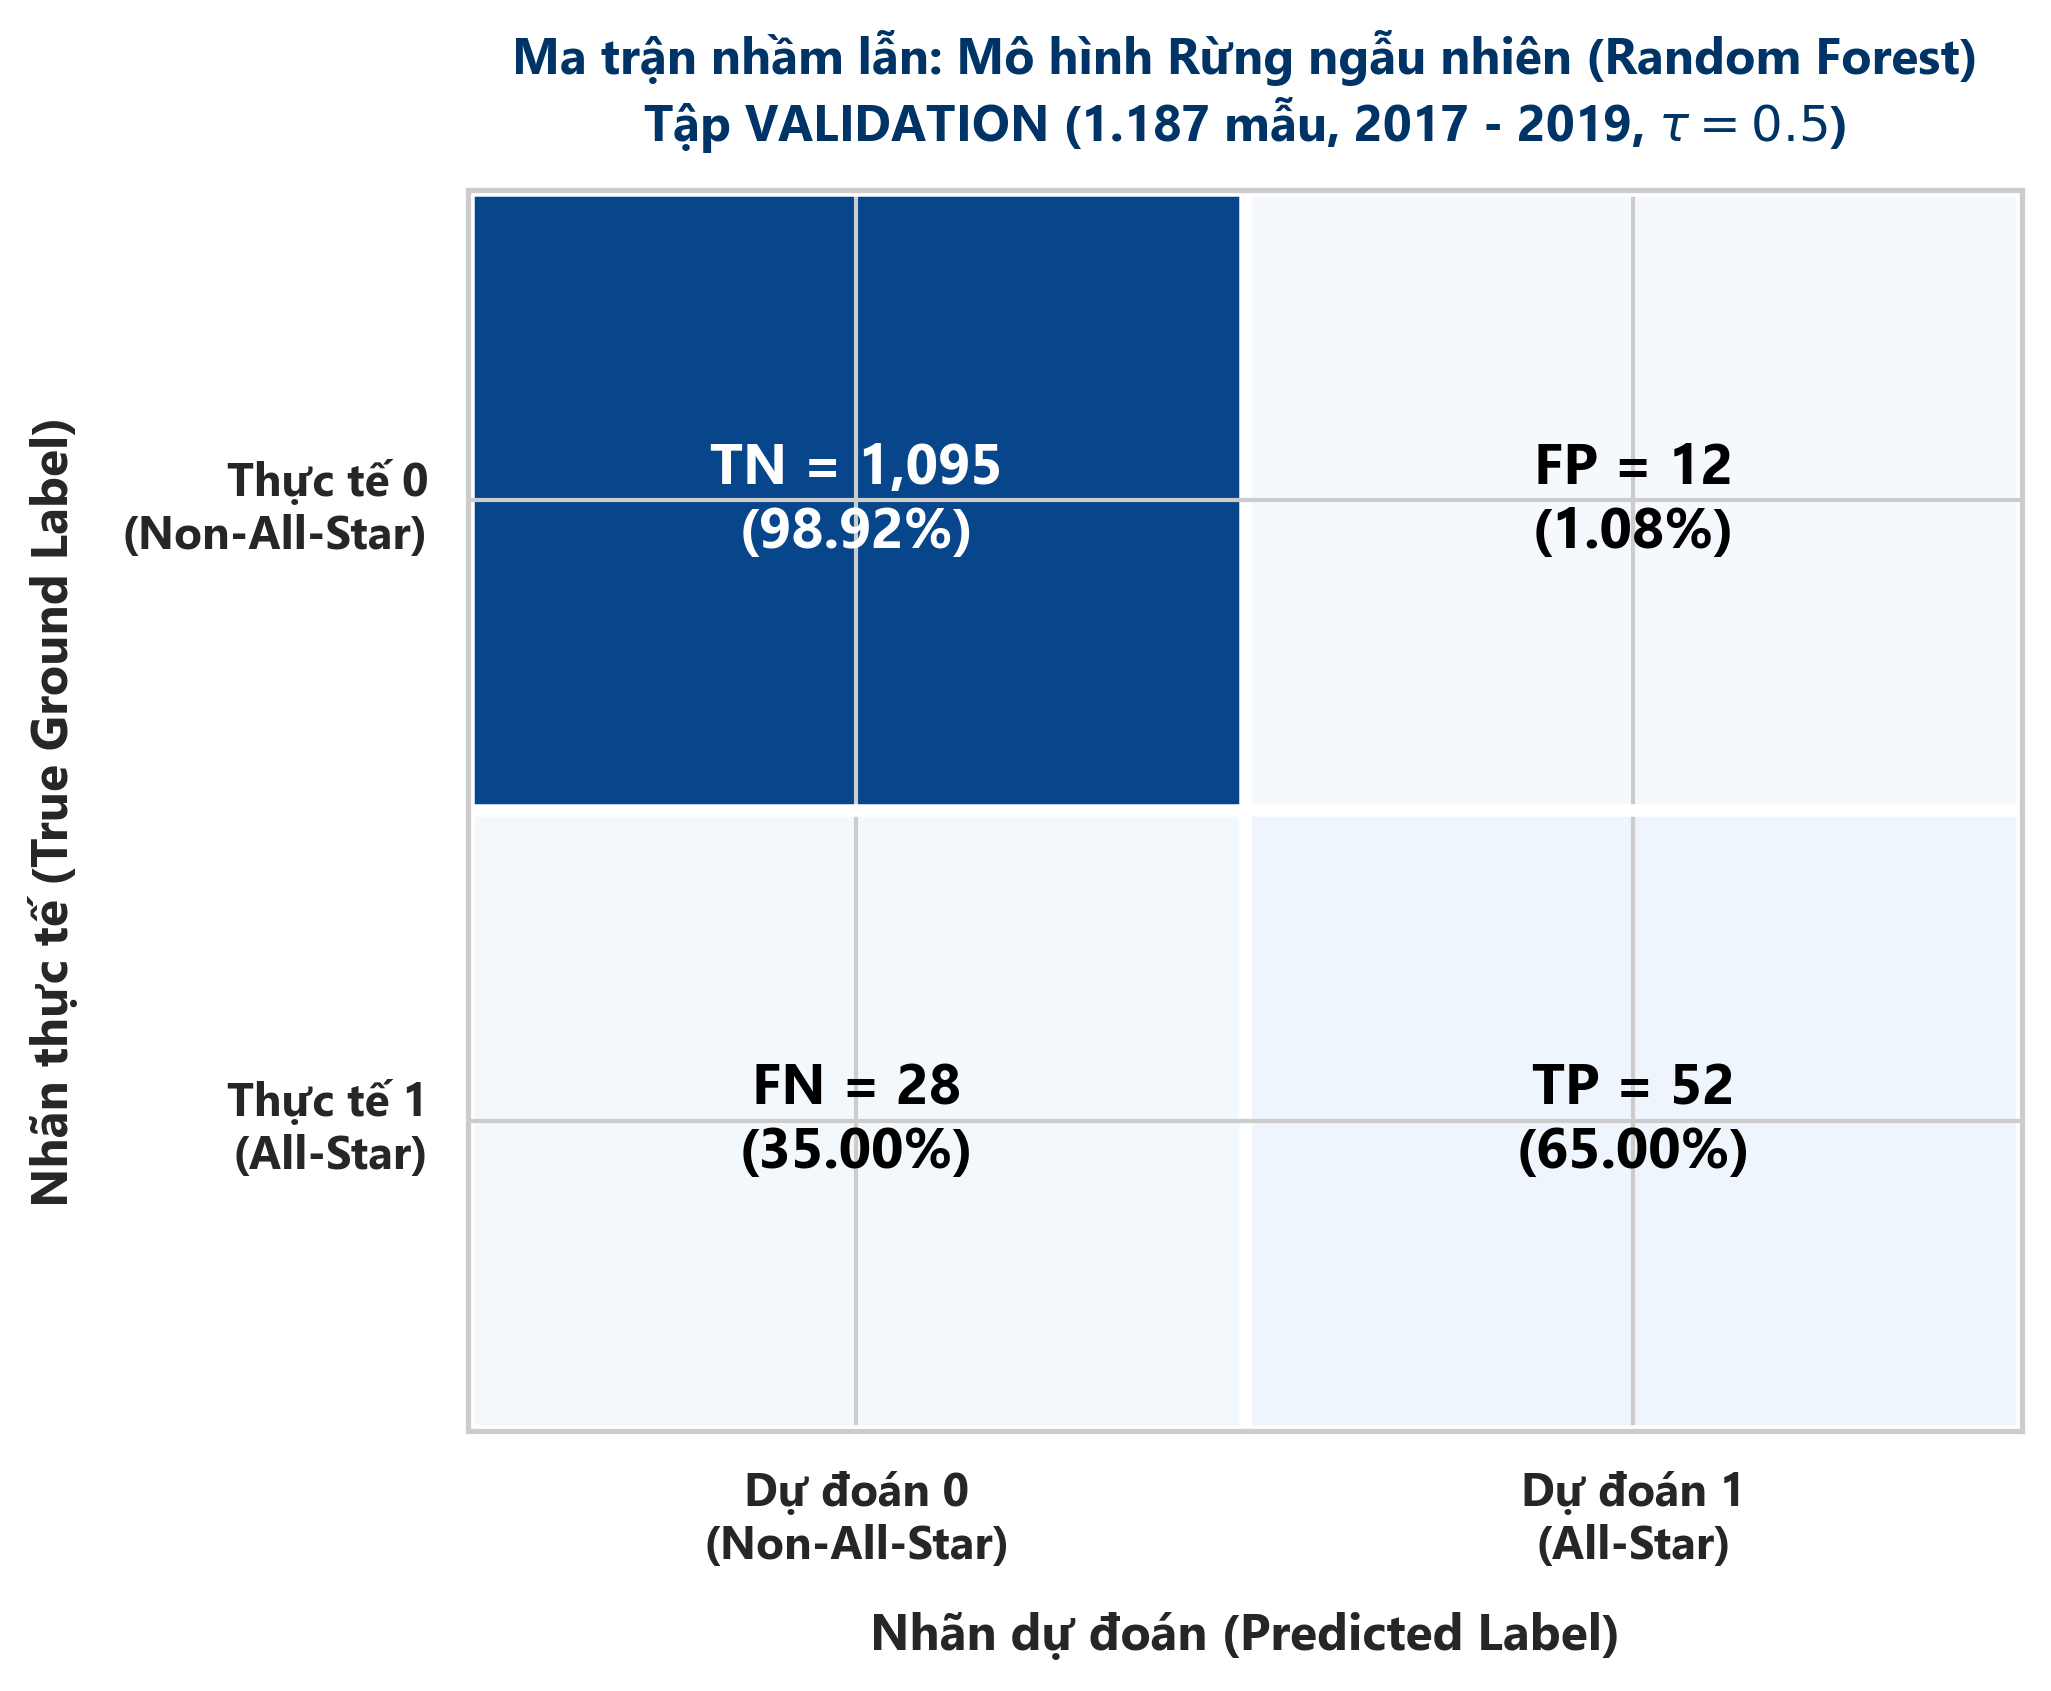 Ma trận nhầm lẫn: Mô hình Rừng ngẫu nhiên (Random Forest)
Tập VALIDATION (1.187 mẫu, 2017 - 2019, τ = 0.5)
Nhãn thực tế (True Ground Label)
Thực tế 0
(Non-All-Star)
TN = 1,095
(98.92%)
FP = 12
(1.08%)
Thực tế 1
(All-Star)
FN = 28
(35.00%)
TP = 52
(65.00%)
Dự đoán 0
(Non-All-Star)
Dự đoán 1
(All-Star)
Nhãn dự đoán (Predicted Label)